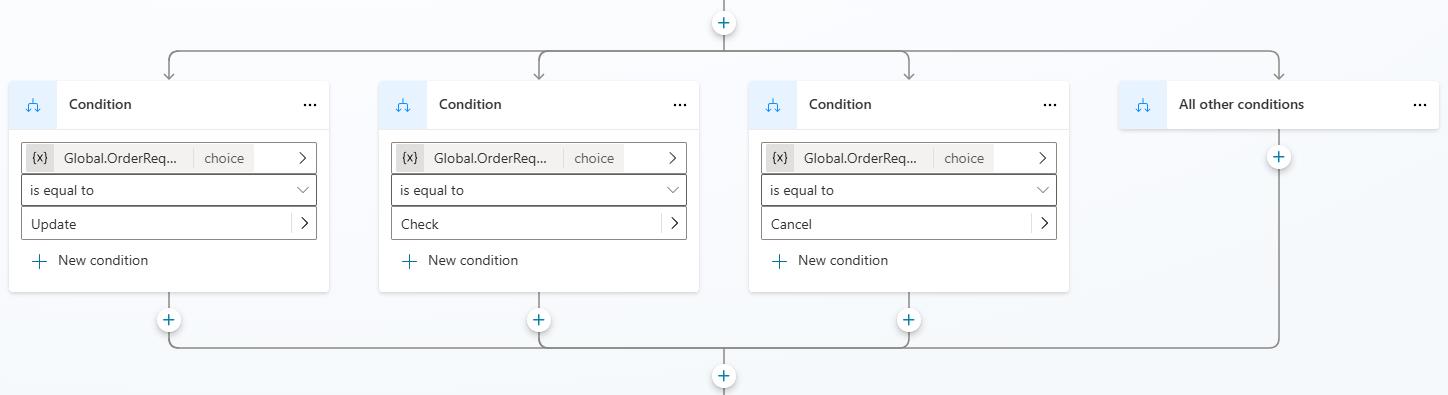 Condition
Condition
Condition
All other conditions
{x} Global.OrderReq... choice
{x} Global.OrderReq... choice
{x} Global.OrderReq... choice
is equal to
is equal to
is equal to
Update
Check
Cancel
New condition
New condition
New condition